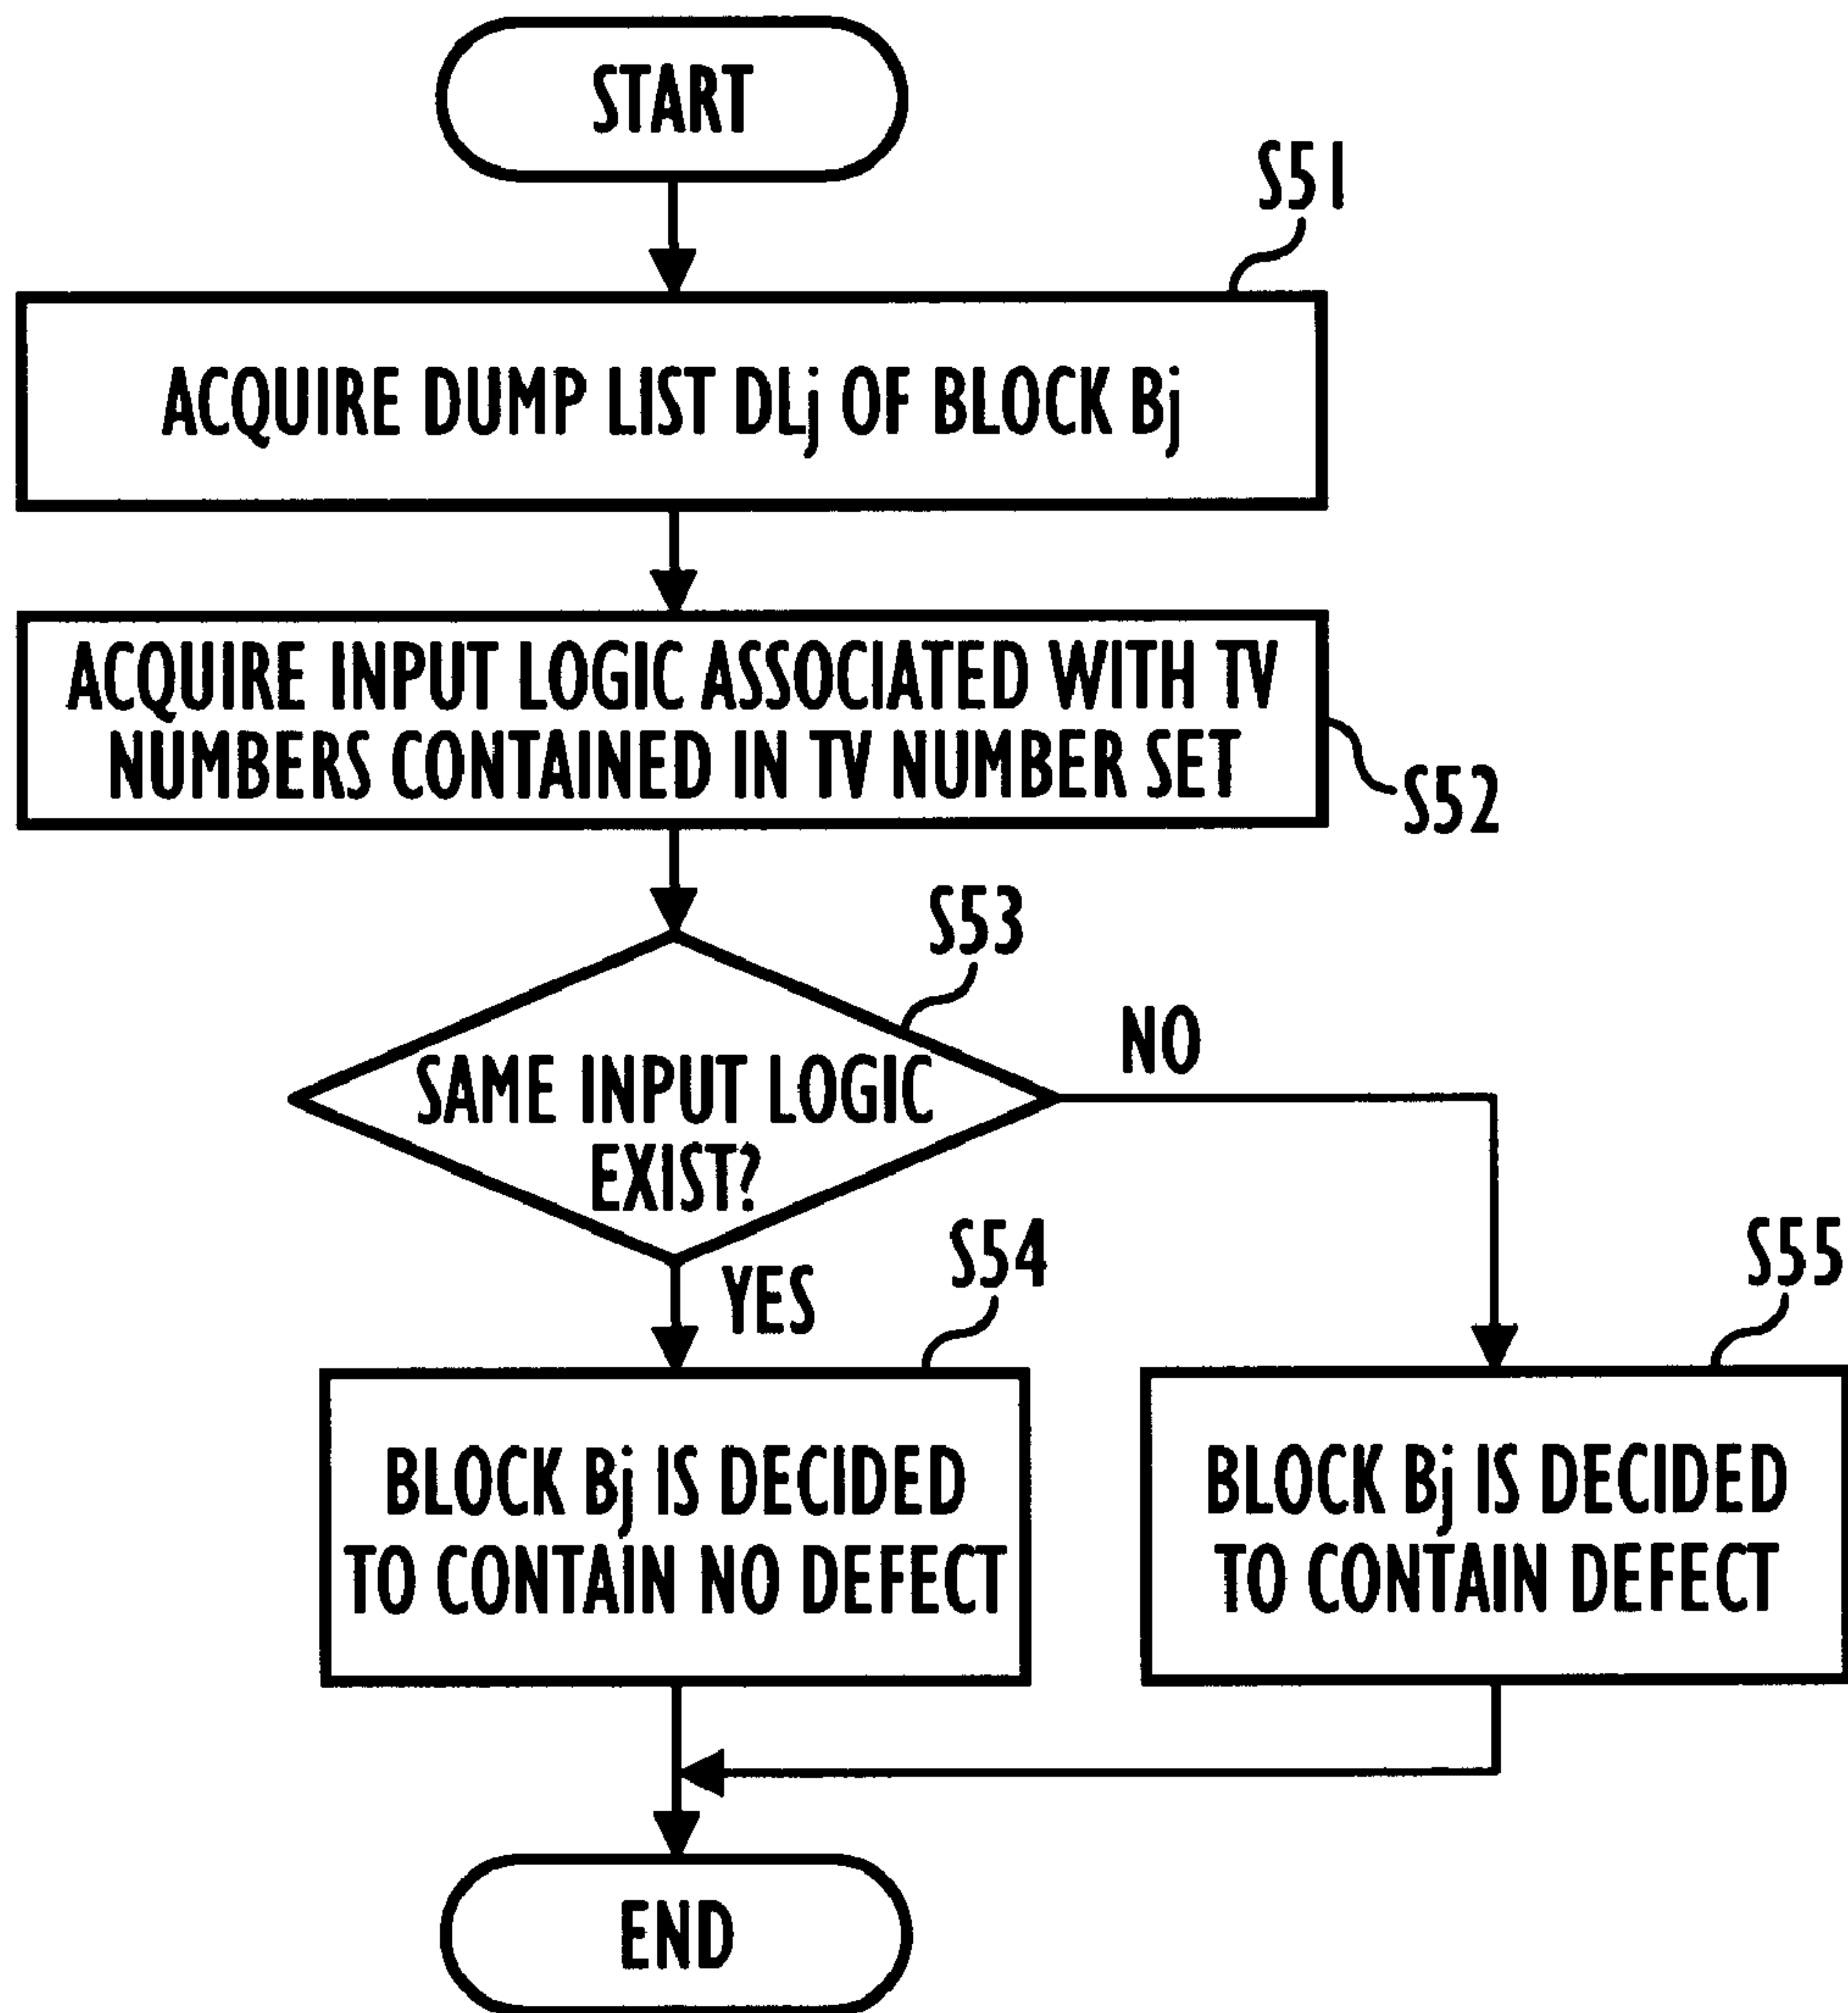 START
S51
ACQUIRE DUMP LIST DLj OF BLOCK Bj
ACQUIRE INPUT LOGIC ASSOCIATED WITH TV
NUMBERS CONTAINED IN TV NUMBER SET
S52
S53
SAME INPUT LOGIC
EXIST?
NO
YES
S54
S55
BLOCK Bj IS DECIDED
TO CONTAIN NO DEFECT
BLOCK Bj IS DECIDED
TO CONTAIN DEFECT
END